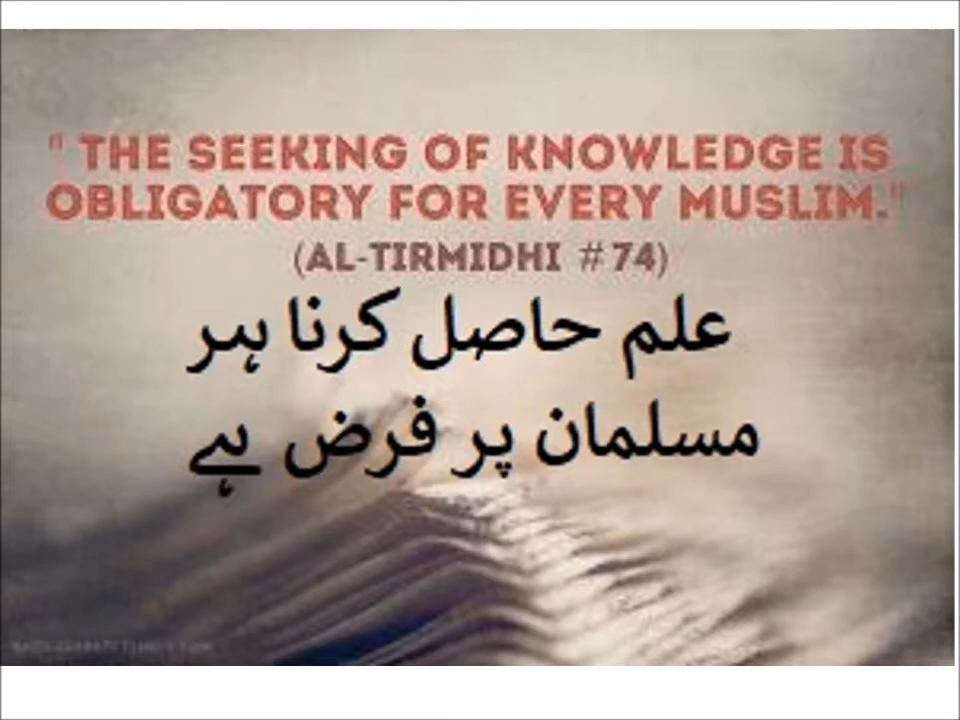 " THE SEEKING OF KNOWLEDGE IS
OBLIGATORY FOR EVERY MUSLIM."
(AL-TIRMIDHI # 74)
علم حاصل کرنا ہر
مسلمان پر فرض ہے